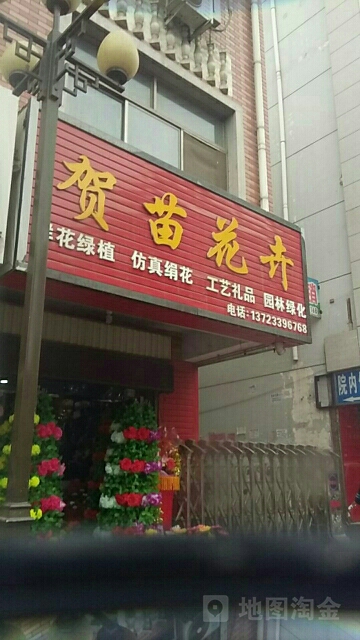 贺苗花卉
花绿植 仿真绢花 工艺礼品 园林绿化
电话:13723396768
院内
地图淘金